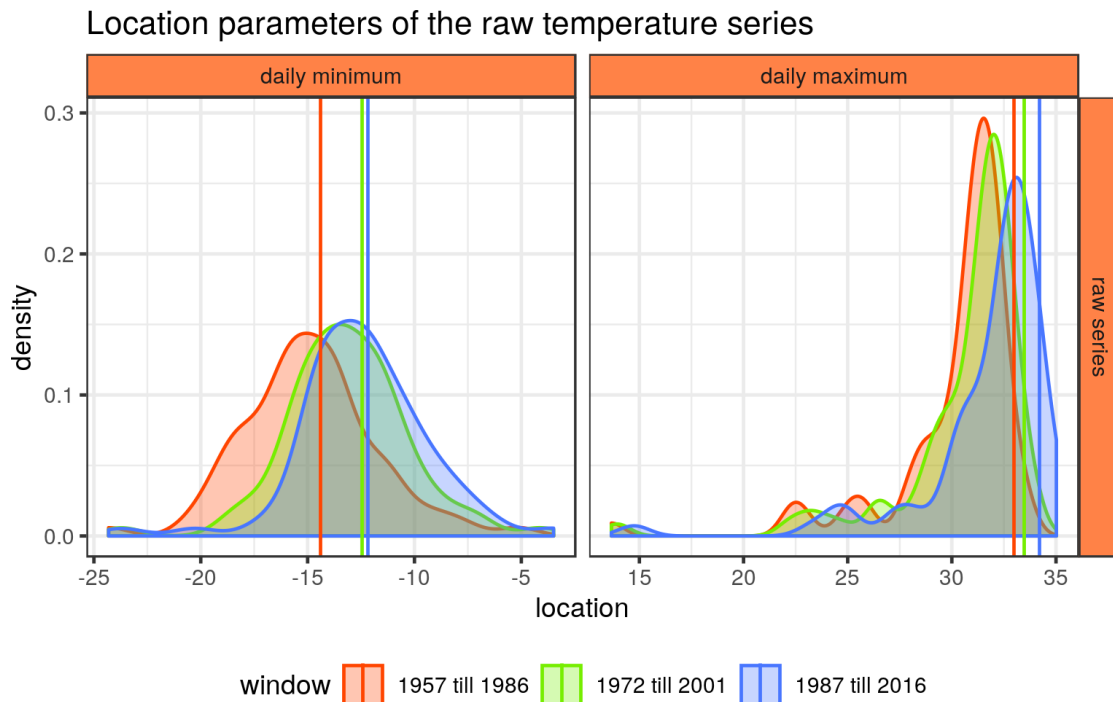 Location parameters of the raw temperature series
daily minimum
daily maximum
0.3
0.2
0.1
0.0
density
raw series
-25
-20
-15
-10
-5
15
20
25
30
35
location
window
1957 till 1986
1972 till 2001
1987 till 2016